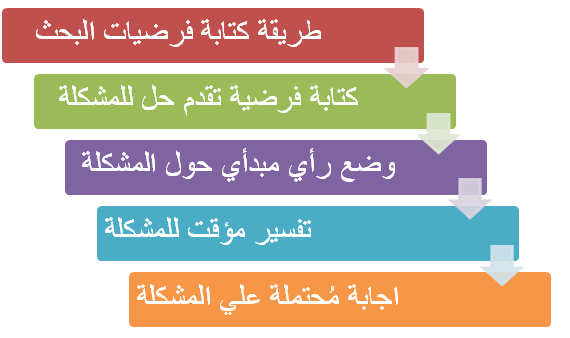 طريقة كتابة فرضيات البحث
كتابة فرضية تقدم حل للمشكلة
وضع رأي مبدأي حول المشكلة
تفسير مؤقت للمشكلة
اجابة مُحتملة علي المشكلة